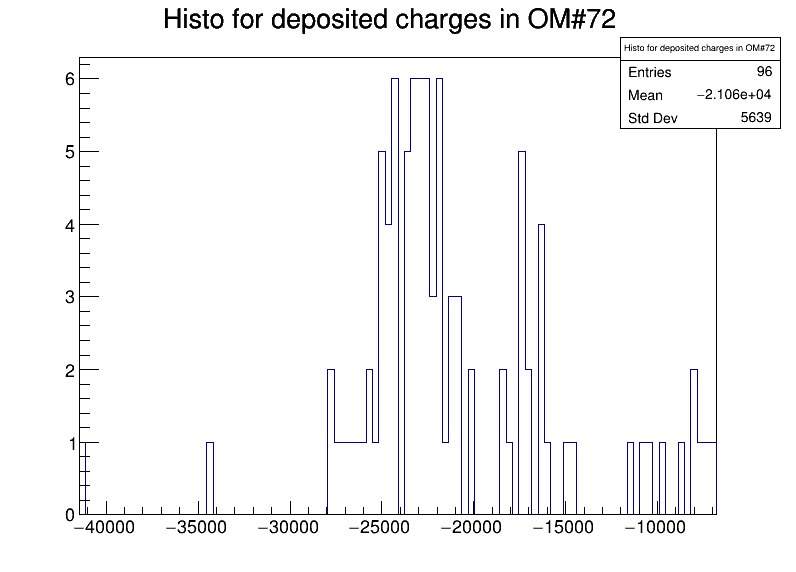 Histo for deposited charges in OM#72
Histo for deposited charges in OM#72
Entries 96
Mean −2.106e+04
Std Dev 5639
6
5
4
3
2
1
0
−40000 −35000 −30000 −25000 −20000 −15000 −10000